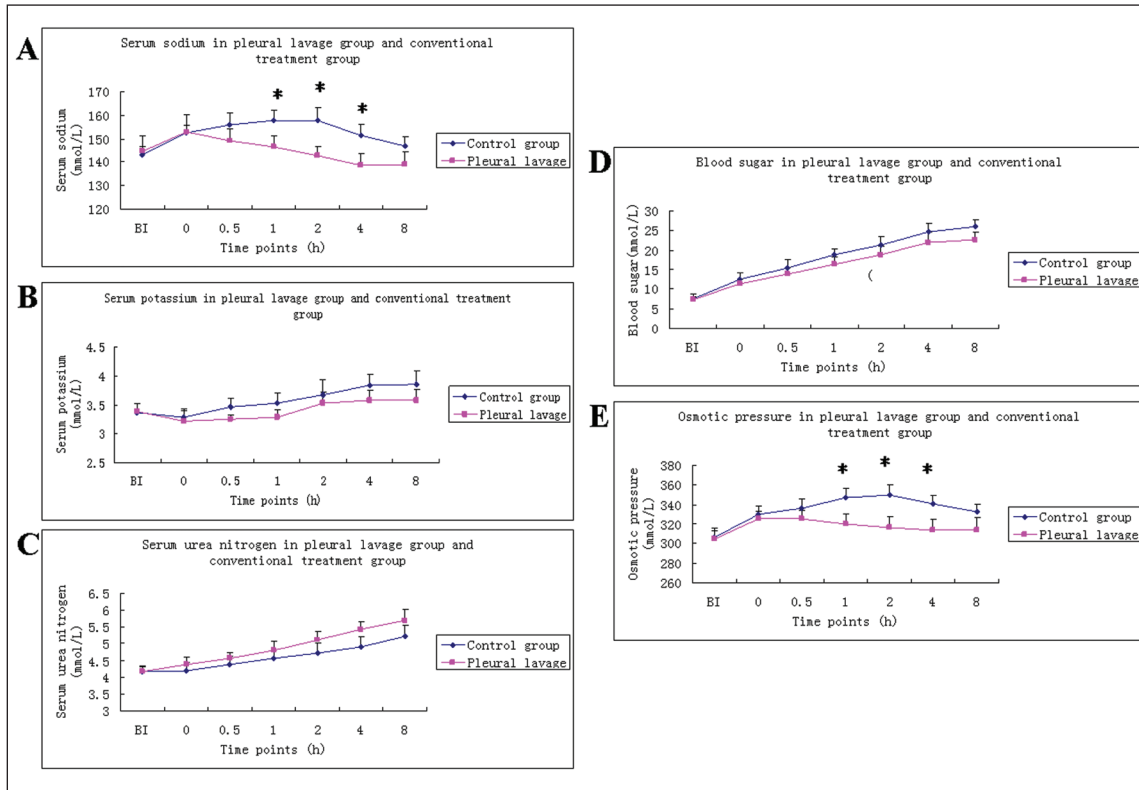 A
Serum sodium in pleural lavage group and conventional
treatment group
* * *
Serum sodium
(mmol/L)
170
160
150
140
130
120
BI 0 0.5 1 2 4 8
Time points (h)
Control group
Pleural lavage
B
Serum potassium in pleural lavage group and conventional treatment
group
Serum potassium
(mmol/L)
4.5
4
3.5
3
2.5
BI 0 0.5 1 2 4 8
Time points (h)
Control group
Pleural lavage
C
Serum urea nitrogen in pleural lavage group and
conventional treatment group
Serum urea nitrogen
(mmol/L)
6.5
6
5.5
5
4.5
4
3.5
3
BI 0 0.5 1 2 4 8
Time points (h)
Control group
Pleural lavage
D
Blood sugar in pleural lavage group and conventional
treatment group
Blood sugar(mmol/L)
30
25
20
15
10
5
0
(
BI 0 0.5 1 2 4 8
Time points (h)
Control group
Pleural lavage
E
Osmotic pressure in pleural lavage group and conventional
treatment group
* * *
Osmotic pressure
(mmol/L)
380
360
340
320
300
280
260
BI 0 0.5 1 2 4 8
Time points (h)
Control group
Pleural lavage